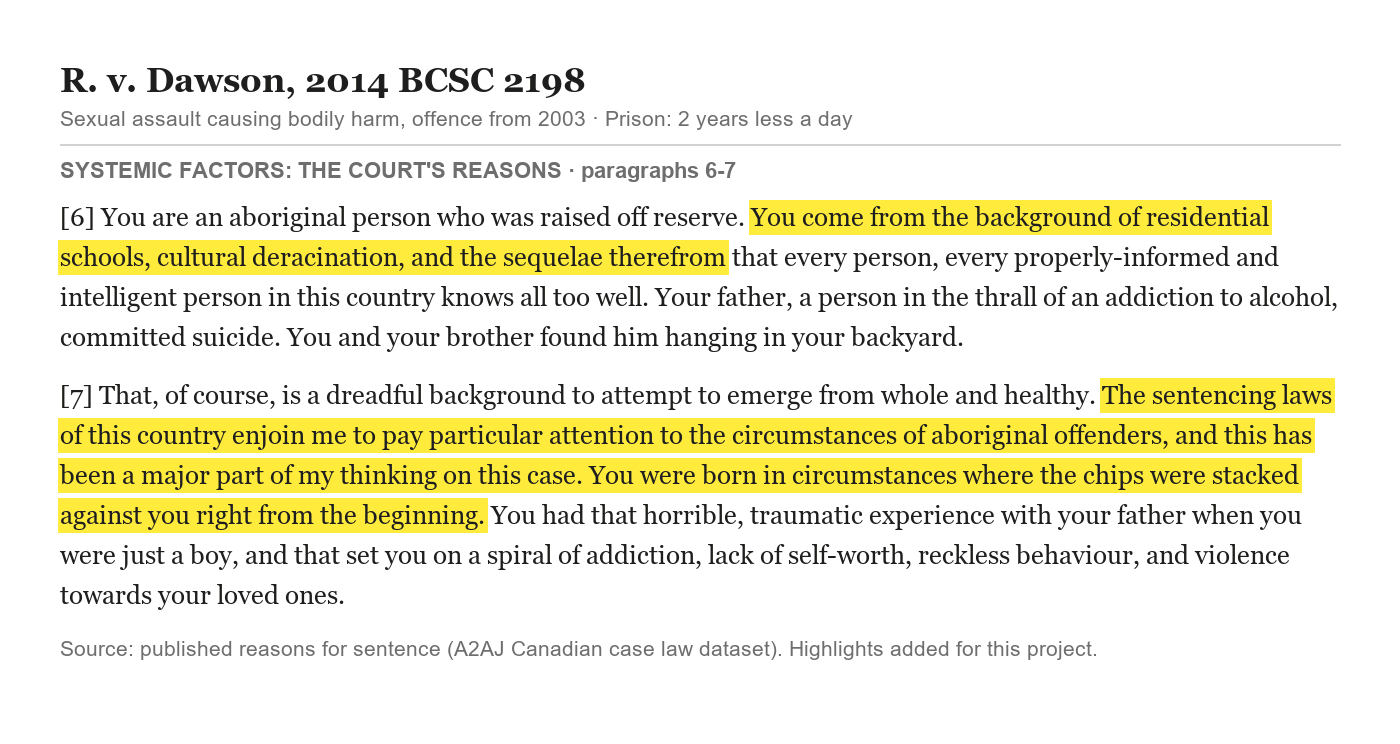 R. v. Dawson, 2014 BCSC 2198
Sexual assault causing bodily harm, offence from 2003 · Prison: 2 years less a day
SYSTEMIC FACTORS: THE COURT'S REASONS · paragraphs 6-7
[6] You are an aboriginal person who was raised off reserve. You come from the background of residential
schools, cultural deracination, and the sequelae therefrom that every person, every properly-informed and
intelligent person in this country knows all too well. Your father, a person in the thrall of an addiction to alcohol,
committed suicide. You and your brother found him hanging in your backyard.
[7] That, of course, is a dreadful background to attempt to emerge from whole and healthy. The sentencing laws
of this country enjoin me to pay particular attention to the circumstances of aboriginal offenders, and this has
been a major part of my thinking on this case. You were born in circumstances where the chips were stacked
against you right from the beginning. You had that horrible, traumatic experience with your father when you
were just a boy, and that set you on a spiral of addiction, lack of self-worth, reckless behaviour, and violence
towards your loved ones.
Source: published reasons for sentence (A2AJ Canadian case law dataset). Highlights added for this project.